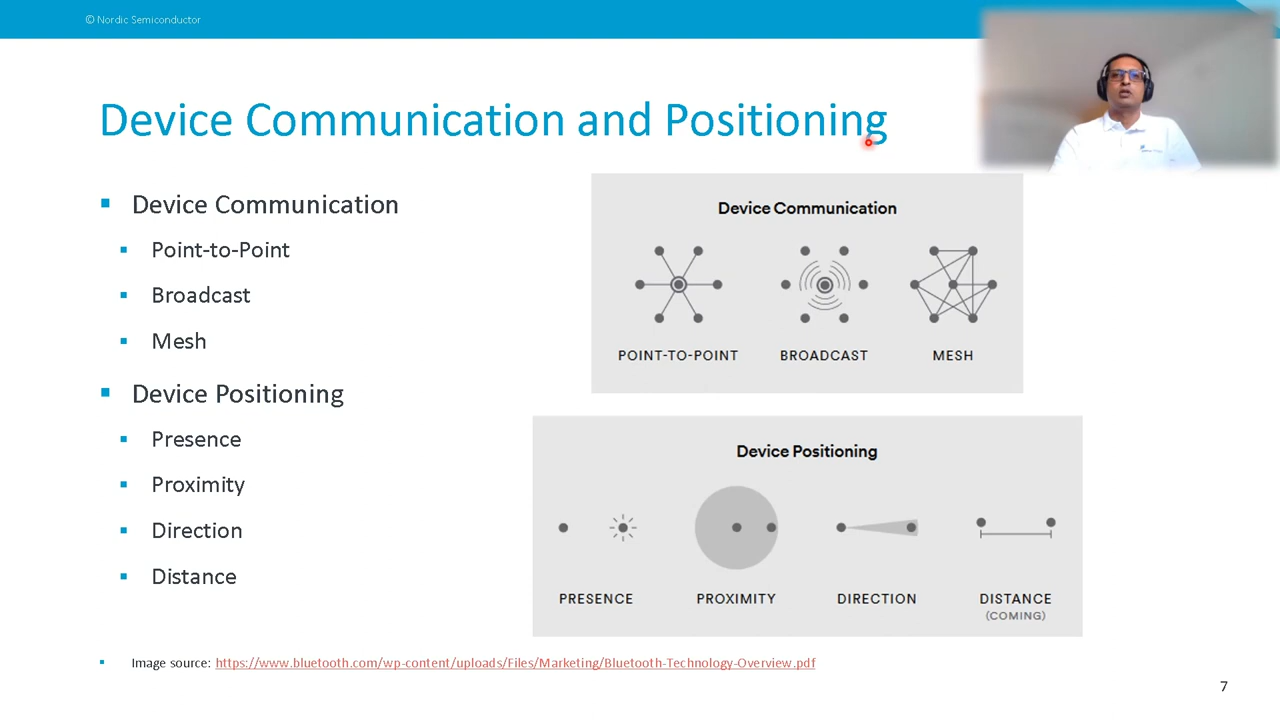 © Nordic Semiconductor
Device Communication and Positioning
Device Communication
Point-to-Point
Broadcast
Mesh
Device Positioning
Presence
Proximity
Direction
Distance
Device Communication
POINT-TO-POINT
BROADCAST
MESH
Device Positioning
PRESENCE
PROXIMITY
DIRECTION
DISTANCE
(COMING)
Image source: https://www.bluetooth.com/wp-content/uploads/Files/Marketing/Bluetooth-Technology-Overview.pdf
7